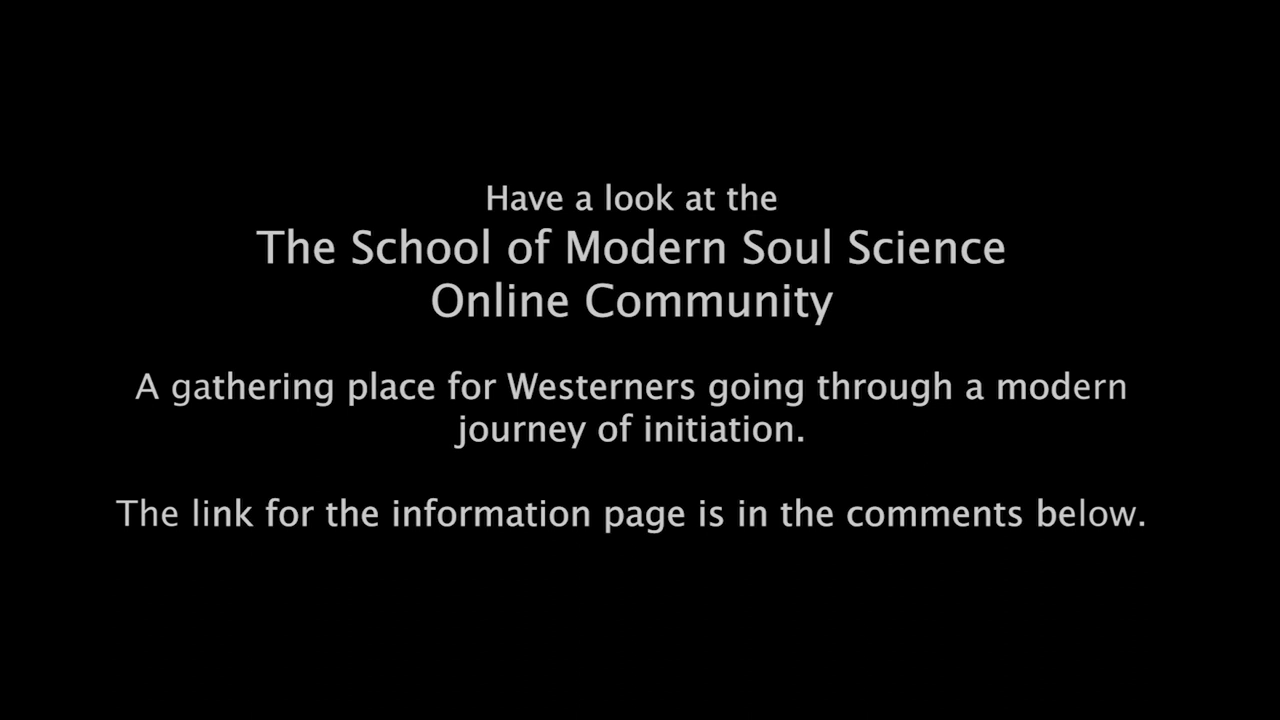 Have a look at the
The School of Modern Soul Science
Online Community
A gathering place for Westerners going through a modern
journey of initiation.
The link for the information page is in the comments below.